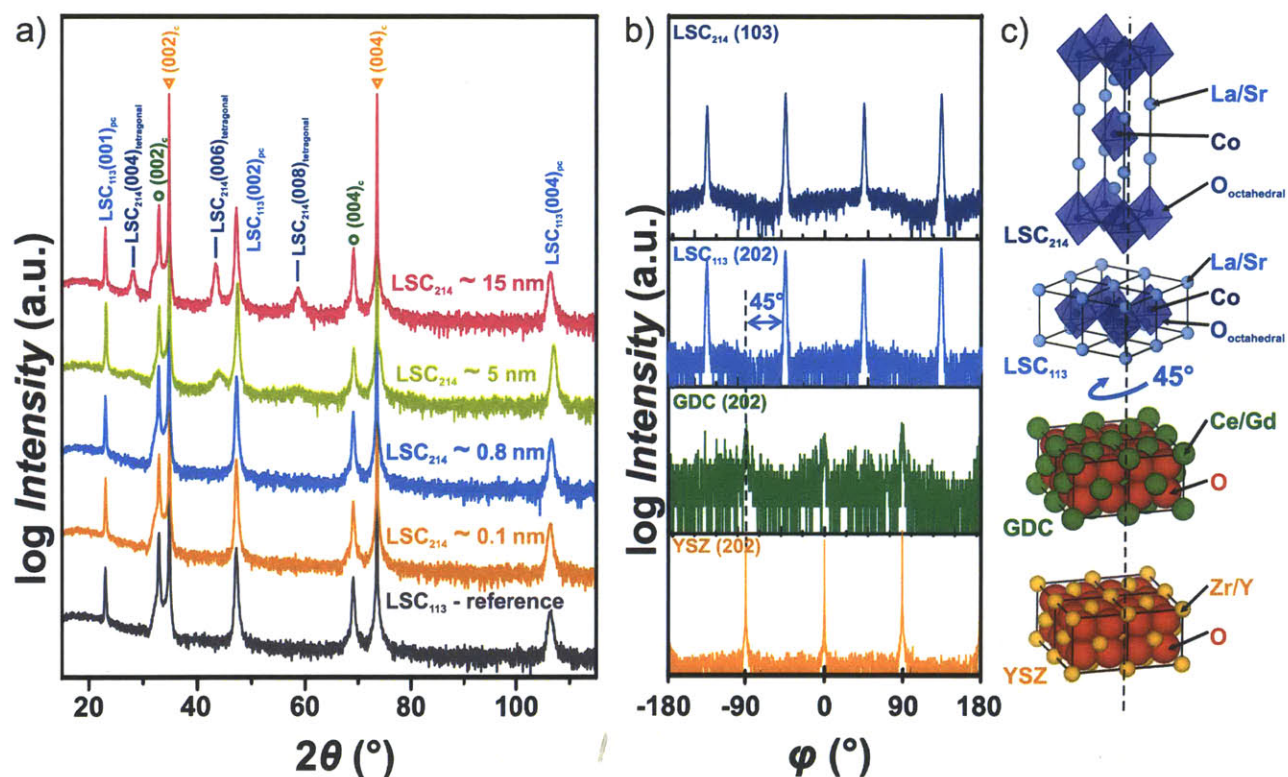 a)
log Intensity (a.u.)
LSC₁₁₃(001)pc
LSC₂₁₄(004)tetragonal
(002)c
(002)c
LSC₂₁₄(006)tetragonal
LSC₁₁₃(002)pc
LSC₂₁₄(008)tetragonal
(004)c
(004)c
LSC₁₁₃(004)pc
LSC₂₁₄ ~ 15 nm
LSC₂₁₄ ~ 5 nm
LSC₂₁₄ ~ 0.8 nm
LSC₂₁₄ ~ 0.1 nm
LSC₁₁₃ - reference
20 40 60 80 100
2θ (°)
b)
log Intensity (a.u.)
LSC₂₁₄ (103)
LSC₁₁₃ (202)
45°
GDC (202)
YSZ (202)
-180 -90 0 90 180
φ (°)
c)
La/Sr
Co
Ooctahedral
LSC₂₁₄
La/Sr
Co
Ooctahedral
LSC₁₁₃
45°
Ce/Gd
O
GDC
Zr/Y
O
YSZ